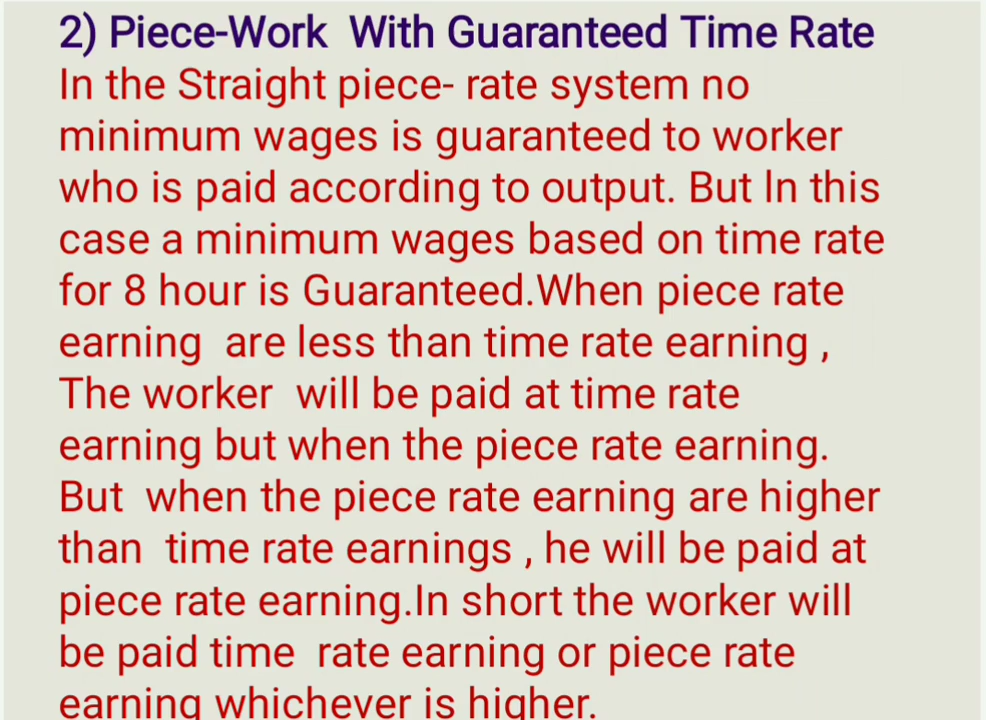 2) Piece-Work With Guaranteed Time Rate
In the Straight piece- rate system no
minimum wages is guaranteed to worker
who is paid according to output. But ln this
case a minimum wages based on time rate
for 8 hour is Guaranteed.When piece rate
earning are less than time rate earning ,
The worker will be paid at time rate
earning but when the piece rate earning.
But when the piece rate earning are higher
than time rate earnings , he will be paid at
piece rate earning.In short the worker will
be paid time rate earning or piece rate
earning whichever is higher.